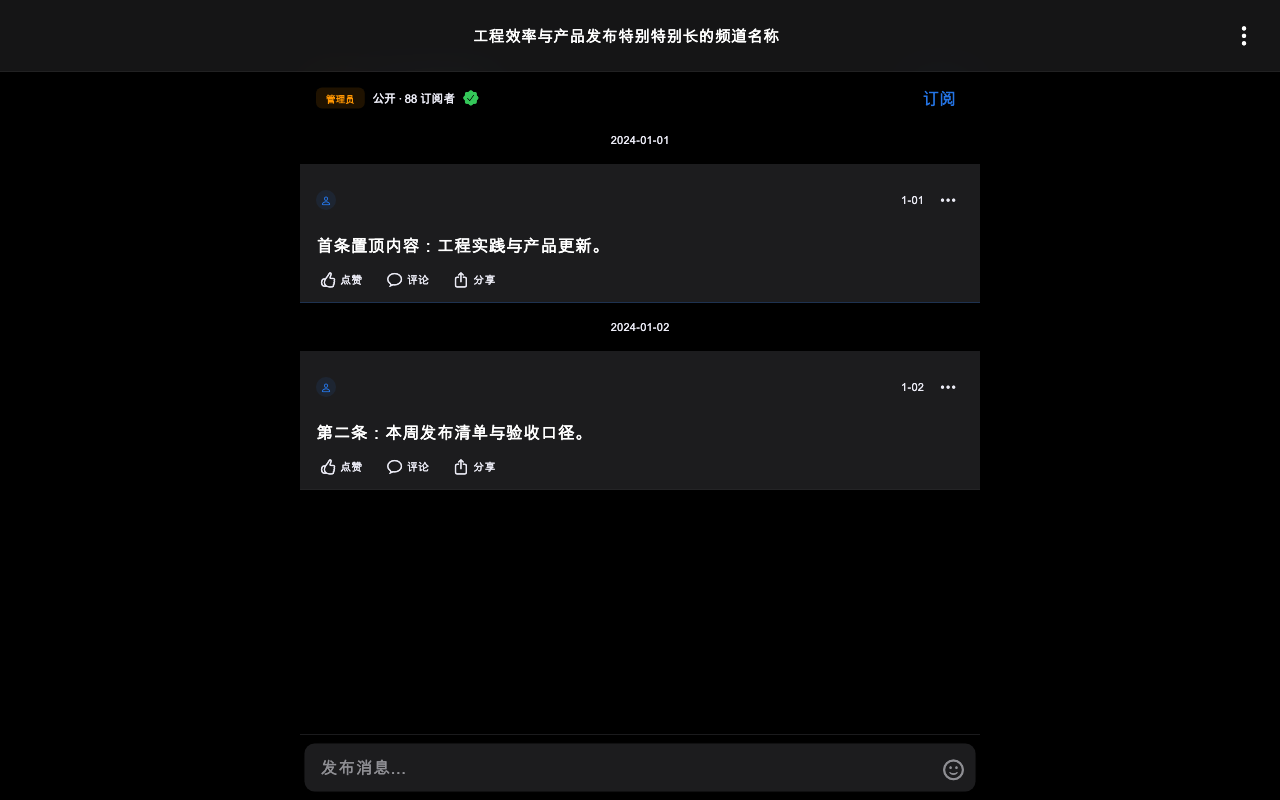 工程效率与产品发布特别特别长的频道名称
管理员 公开 · 88 订阅者 订阅
2024-01-01
1-01
首条置顶内容：工程实践与产品更新。
点赞 评论 分享
2024-01-02
1-02
第二条：本周发布清单与验收口径。
点赞 评论 分享
发布消息...